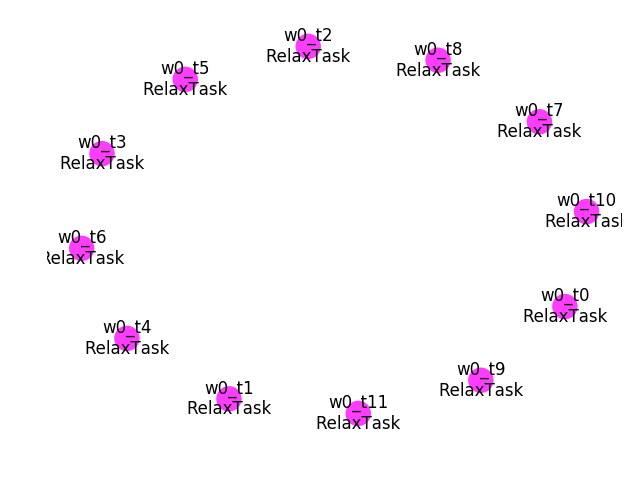 w0_t2
RelaxTask
w0_t8
RelaxTask
w0_t5
RelaxTask
w0_t7
RelaxTask
w0_t3
RelaxTask
w0_t10
RelaxTask
w0_t6
RelaxTask
w0_t0
RelaxTask
w0_t4
RelaxTask
w0_t9
RelaxTask
w0_t1
RelaxTask
w0_t11
RelaxTask